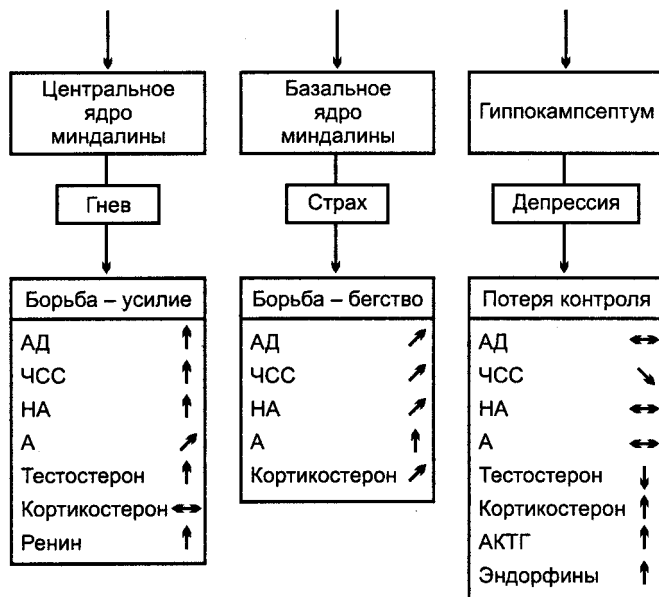 Центральное
ядро
миндалины
Гнев
Борьба – усилие
АД
ЧСС
НА
А
Тестостерон
Кортикостерон
Ренин
Базальное
ядро
миндалины
Страх
Борьба – бегство
АД
ЧСС
НА
А
Кортикостерон
Гиппокампсептум
Депрессия
Потеря контроля
АД
ЧСС
НА
А
Тестостерон
Кортикостерон
АКТГ
Эндорфины